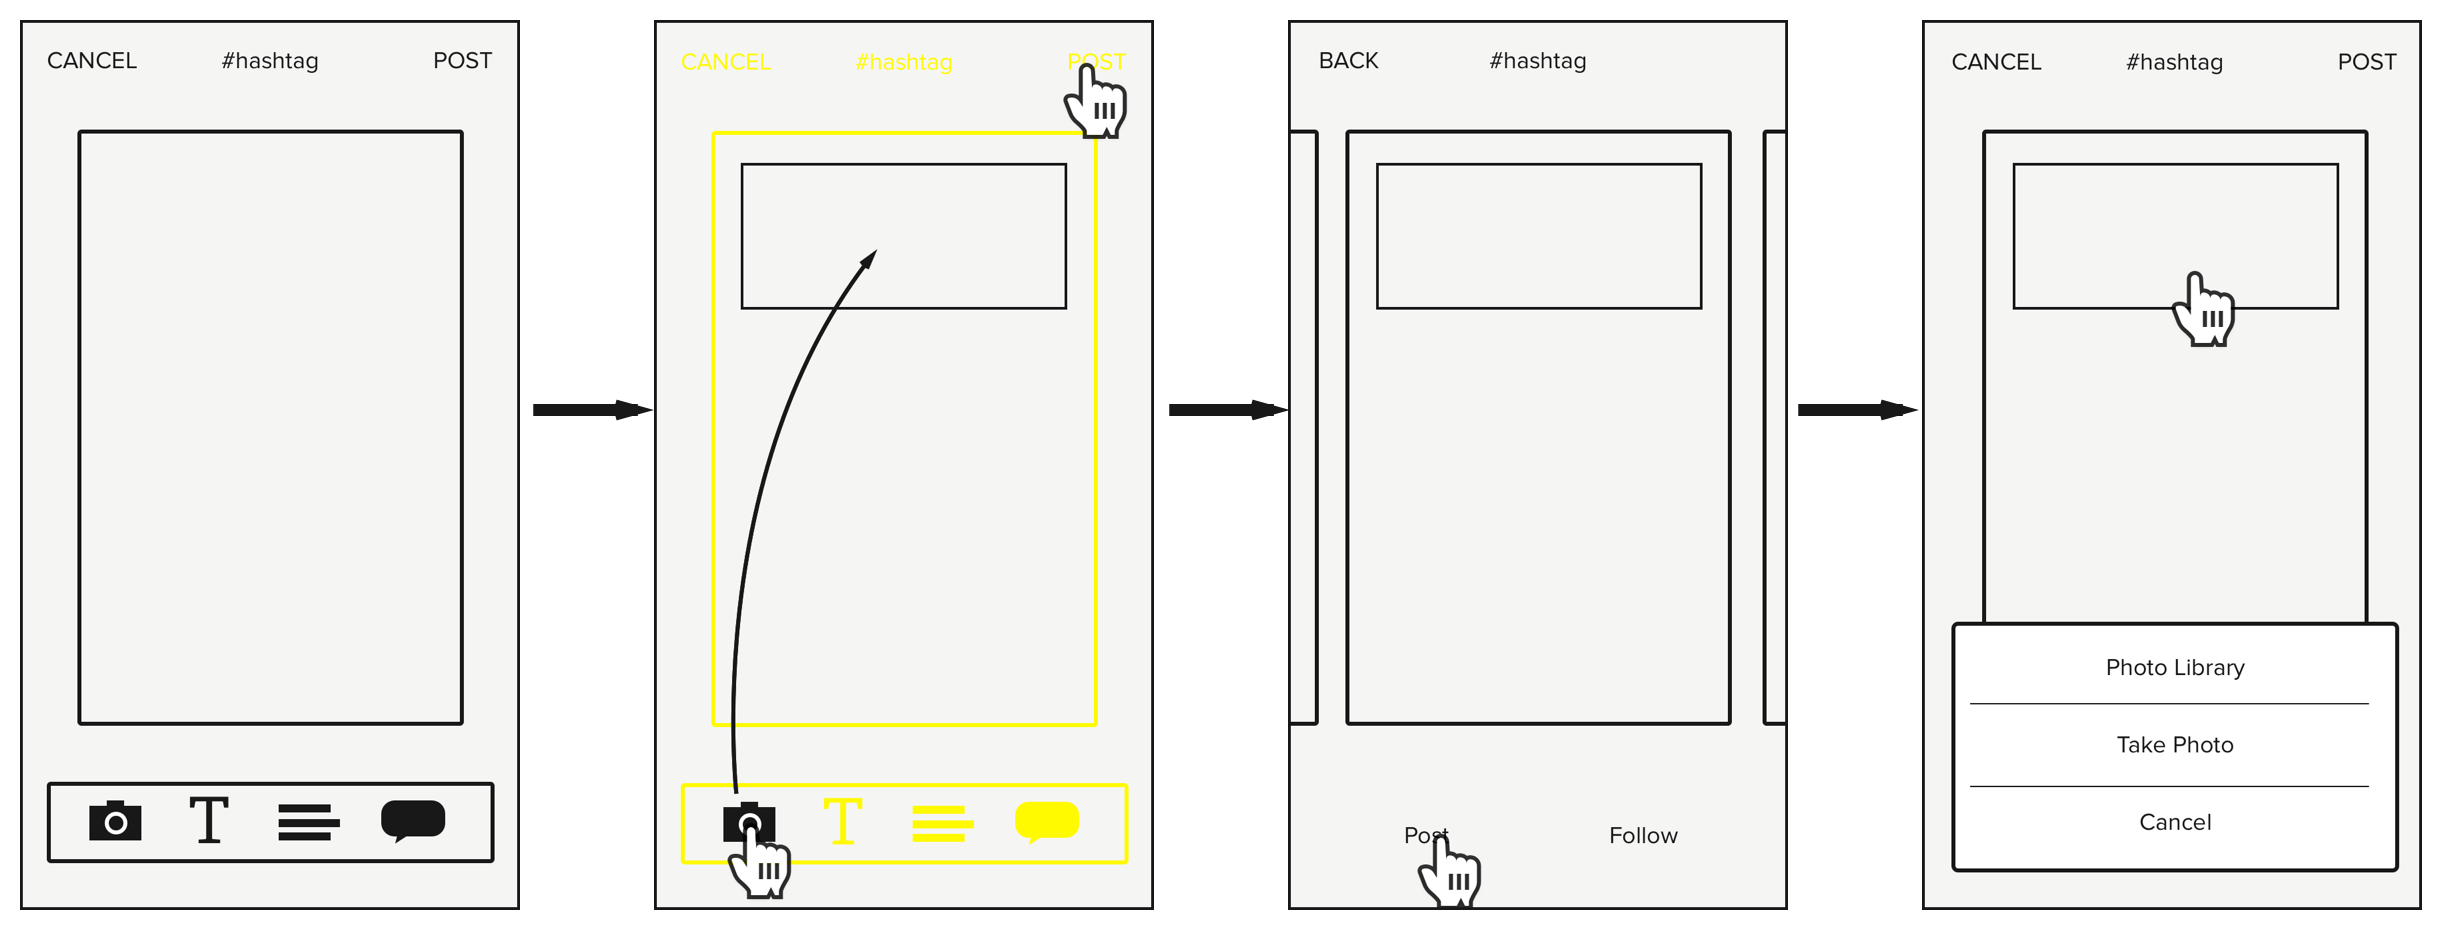 CANCEL #hashtag POST
CANCEL #hashtag POST
BACK #hashtag
Post Follow
CANCEL #hashtag POST
Photo Library
Take Photo
Cancel